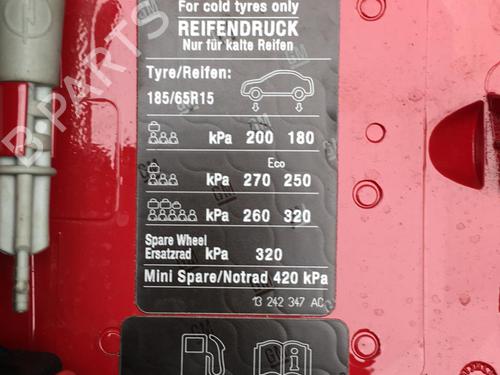 For cold tyres only
REIFENDRUCK
Nur für kalte Reifen
Tyre/Reifen:
185/65R15
kPa 200 180
Eco
kPa 270 250
kPa 260 320
Spare Wheel
Ersatzrad kPa 320
Mini Spare/Notrad 420 kPa
13 242 347 AC
GM
B PARTS